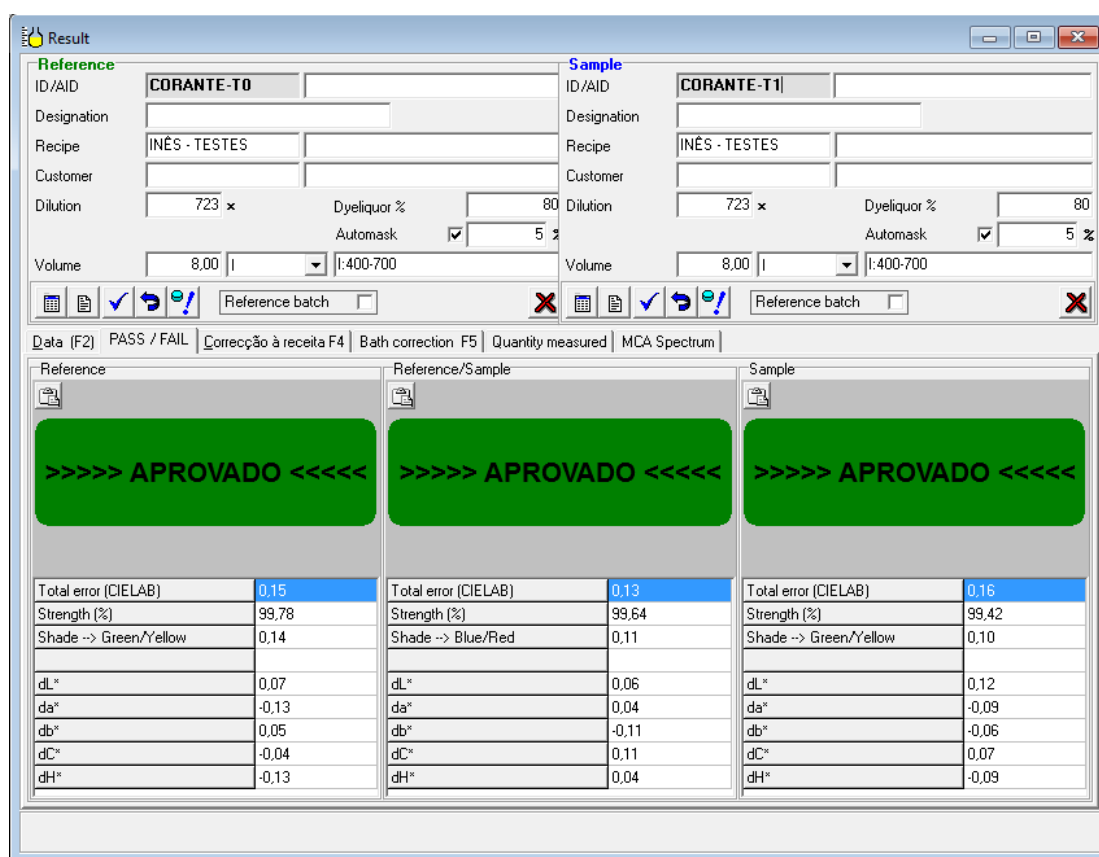 Result
Reference
ID/AID CORANTE-T0
Designation
Recipe INÊS - TESTES
Customer
Dilution 723 x Dyeliquor % 80
Automask 5 %
Volume 8,00 l I:400-700
Reference batch
Sample
ID/AID CORANTE-T1
Designation
Recipe INÊS - TESTES
Customer
Dilution 723 x Dyeliquor % 80
Automask 5 %
Volume 8,00 l I:400-700
Reference batch
Data (F2) PASS / FAIL Correcção à receita F4 Bath correction F5 Quantity measured MCA Spectrum
Reference
>>>>> APROVADO <<<<<
Total error (CIELAB) 0,15
Strength (%) 99,78
Shade --> Green/Yellow 0,14
dL* 0,07
da* -0,13
db* 0,05
dC* -0,04
dH* -0,13
Reference/Sample
>>>>> APROVADO <<<<<
Total error (CIELAB) 0,13
Strength (%) 99,64
Shade --> Blue/Red 0,11
dL* 0,06
da* 0,04
db* -0,11
dC* 0,11
dH* 0,04
Sample
>>>>> APROVADO <<<<<
Total error (CIELAB) 0,16
Strength (%) 99,42
Shade --> Green/Yellow 0,10
dL* 0,12
da* -0,09
db* -0,06
dC* 0,07
dH* -0,09